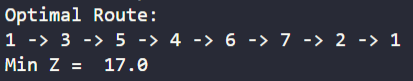 Optimal Route:
1 -> 3 -> 5 -> 4 -> 6 -> 7 -> 2 -> 1
Min Z =  17.0